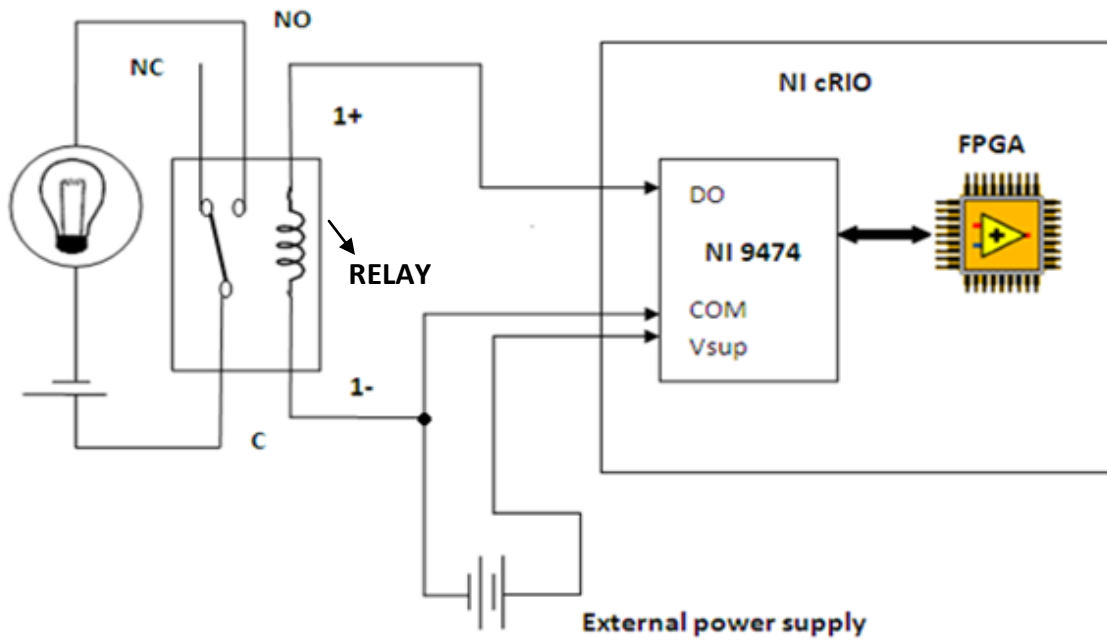 NO
NC
1+
RELAY
1-
C
NI cRIO
FPGA
DO
NI 9474
COM
Vsup
External power supply